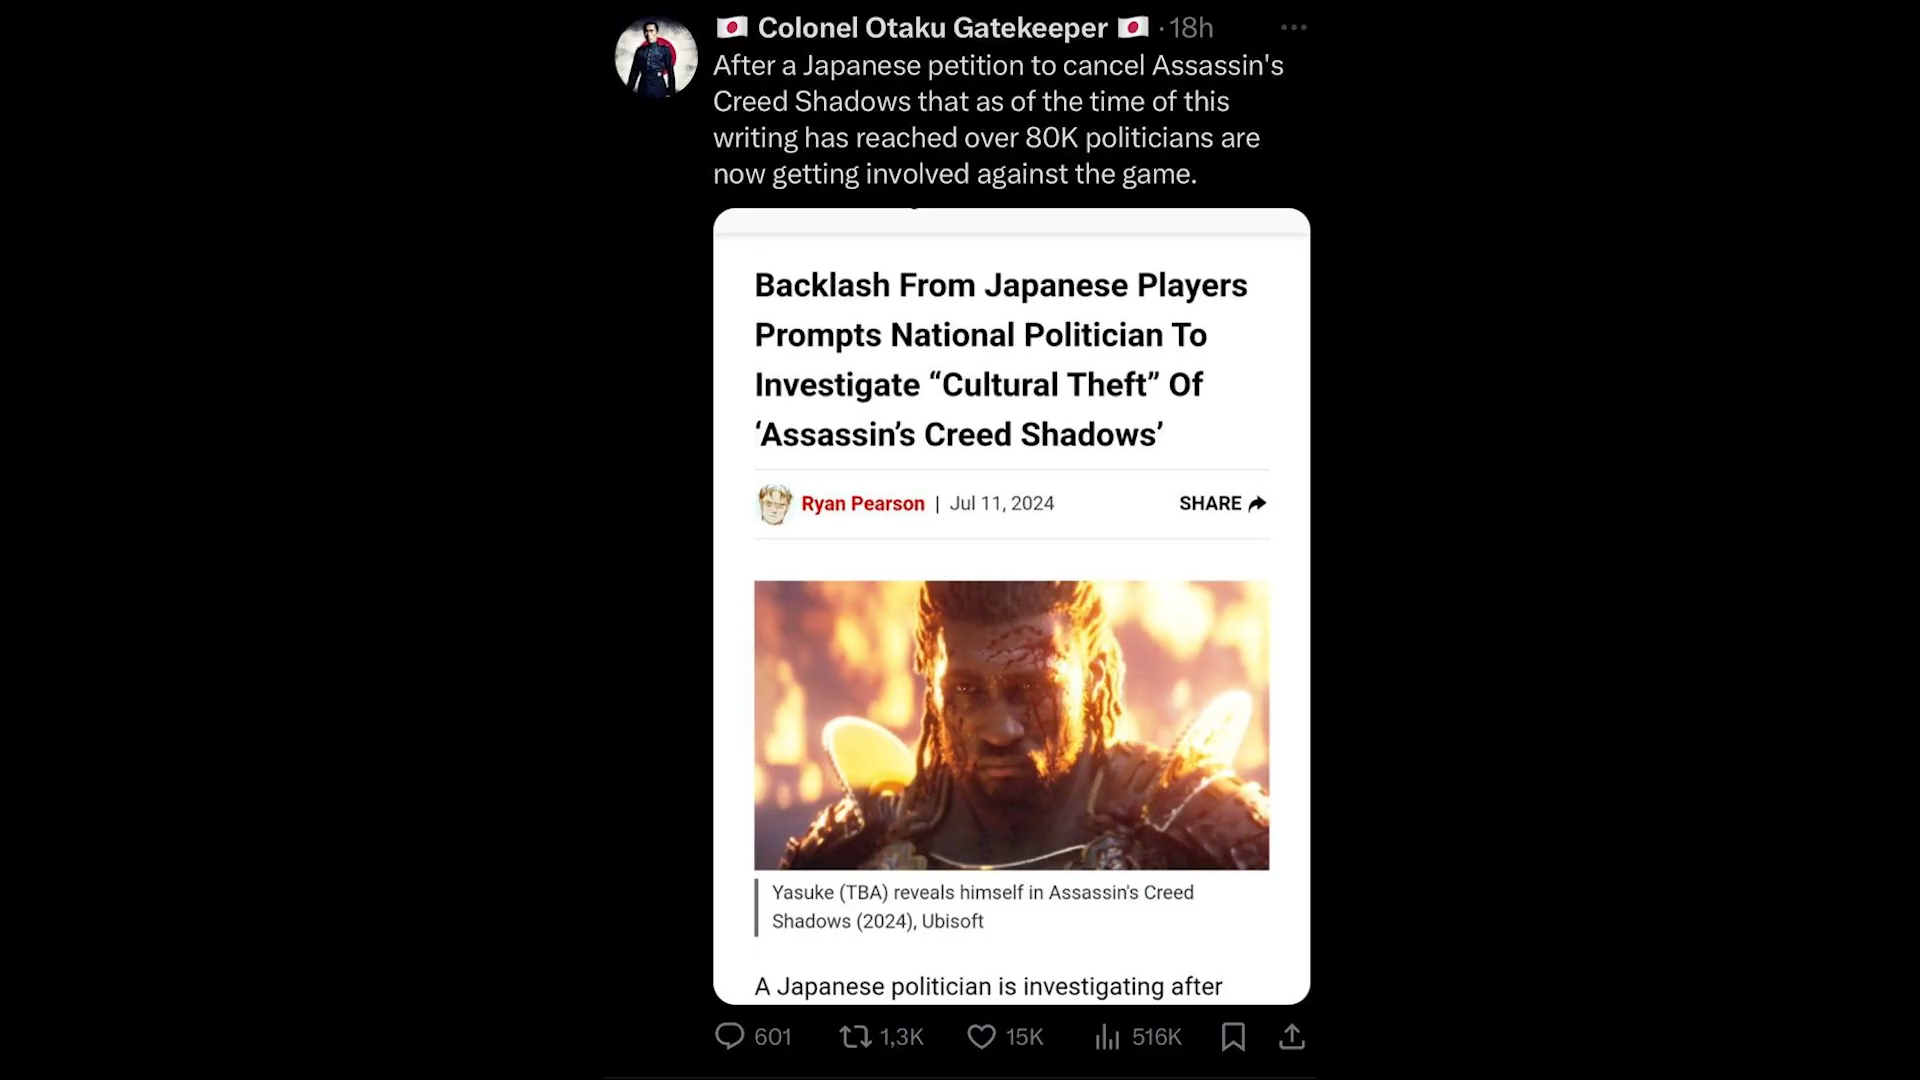 Colonel Otaku Gatekeeper · 18h
After a Japanese petition to cancel Assassin's
Creed Shadows that as of the time of this
writing has reached over 80K politicians are
now getting involved against the game.
Backlash From Japanese Players
Prompts National Politician To
Investigate “Cultural Theft” Of
‘Assassin’s Creed Shadows’
Ryan Pearson | Jul 11, 2024 SHARE
Yasuke (TBA) reveals himself in Assassin's Creed
Shadows (2024), Ubisoft
A Japanese politician is investigating after
601 1,3K 15K 516K